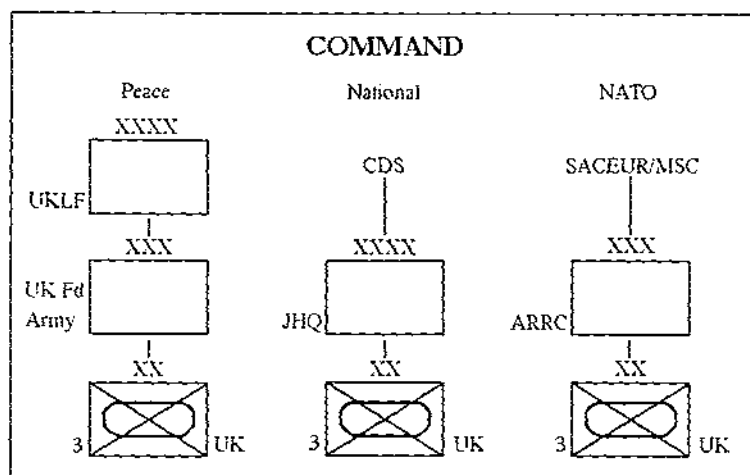 COMMAND
Peace National NATO
XXXX
CDS SACEUR/MSC
UKLF
XXX XXXX XXX
UK Fd
Army JHQ ARRC
XX XX XX
3 UK 3 UK 3 UK